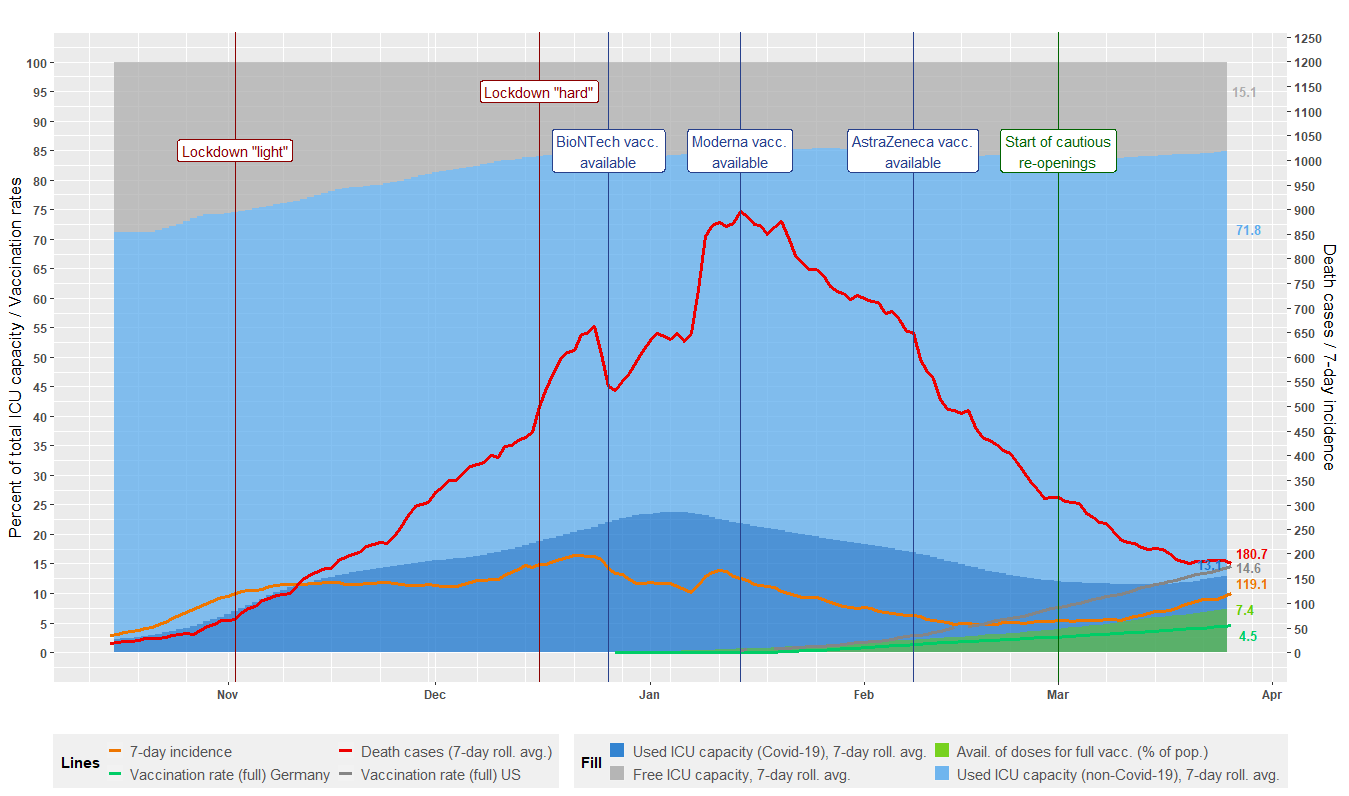 1250
100
1200
95
1150
15.1
Lockdown "hard"
90
1100
1050
Lockdown "light"
BioNTech vacc.
available
Moderna vacc.
available
AstraZeneca vacc.
available
Start of cautious
re-openings
85
1000
80
950
75
900
71.8
70
850
65
800
60
750
700
55
650
50
600
45
550
40
500
35
450
30
400
350
25
300
20
250
15
200
180.7
13.1
14.6
150
119.1
10
100
7.4
5
50
4.5
0
0
Percent of total ICU capacity / Vaccination rates
Death cases / 7-day incidence
Nov Dec Jan Feb Mar Apr
Lines
7-day incidence
Death cases (7-day roll. avg.)
Vaccination rate (full) Germany
Vaccination rate (full) US
Fill
Used ICU capacity (Covid-19), 7-day roll. avg.
Avail. of doses for full vacc. (% of pop.)
Free ICU capacity, 7-day roll. avg.
Used ICU capacity (non-Covid-19), 7-day roll. avg.